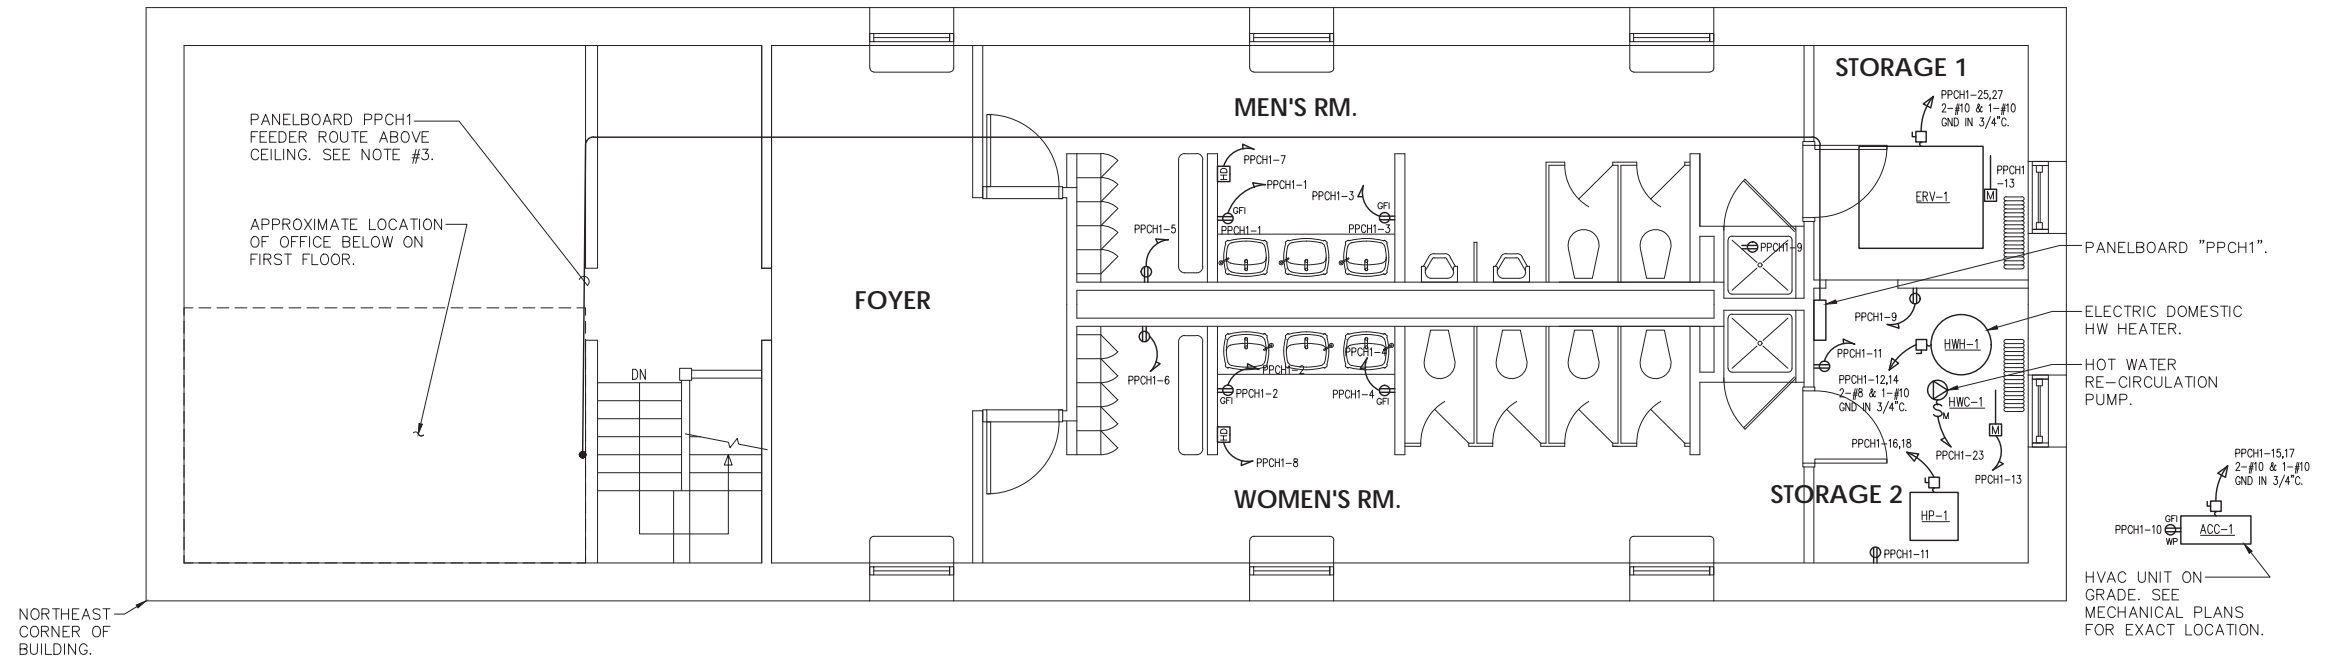 PANELBOARD PPCH1
FEEDER ROUTE ABOVE
CEILING. SEE NOTE #3.
APPROXIMATE LOCATION
OF OFFICE BELOW ON
FIRST FLOOR.
NORTHEAST
CORNER OF
BUILDING.
DN
FOYER
MEN'S RM.
HD
PPCH1-7
PPCH1-1
GFI
PPCH1-1
PPCH1-3
GFI
PPCH1-3
PPCH1-5
PPCH1-9
PPCH1-6
PPCH1-4
PPCH1-2
PPCH1-2
GFI
PPCH1-4
GFI
HD
PPCH1-8
WOMEN'S RM.
STORAGE 1
PPCH1-25,27
2-#10 & 1-#10
GND IN 3/4"C.
ERV-1
PPCH1
-13
M
PANELBOARD "PPCH1".
PPCH1-9
ELECTRIC DOMESTIC
HW HEATER.
HWH-1
PPCH1-11
PPCH1-12,14
2-#8 & 1-#10
GND IN 3/4"C.
HOT WATER
RE-CIRCULATION
PUMP.
HWC-1
SM
M
PPCH1-16,18
PPCH1-23
PPCH1-13
STORAGE 2
HP-1
PPCH1-11
PPCH1-15,17
2-#10 & 1-#10
GND IN 3/4"C.
PPCH1-10
GFI
WP
ACC-1
HVAC UNIT ON
GRADE. SEE
MECHANICAL PLANS
FOR EXACT LOCATION.